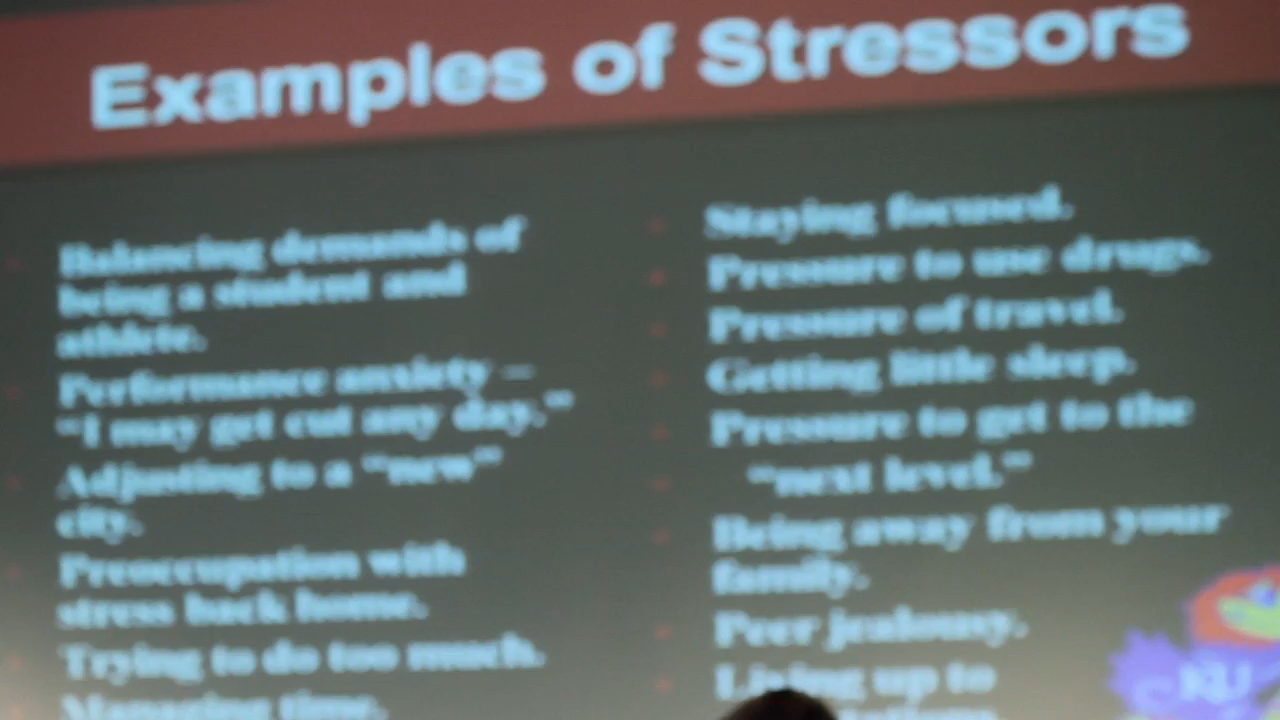 Examples of Stressors
Balancing demands of
being a student and
athlete.
Performance anxiety –
“I may get cut any day.”
Adjusting to a “new”
city.
Preoccupation with
stress back home.
Trying to do too much.
Managing time.
Staying focused.
Pressure to use drugs.
Pressure of travel.
Getting little sleep.
Pressure to get to the
“next level.”
Being away from your
family.
Peer jealousy.
Living up to
KU